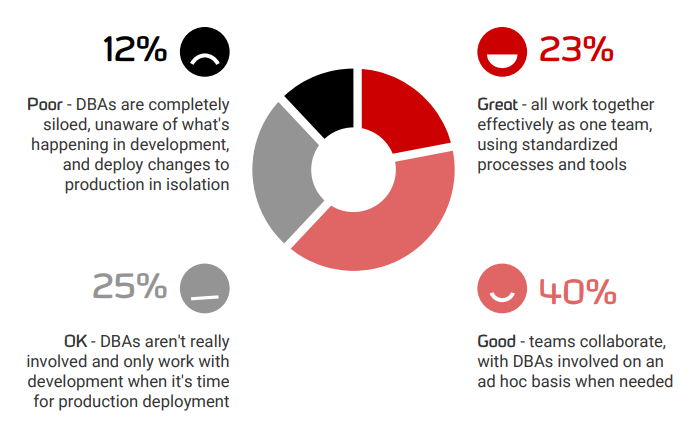 12%
Poor - DBAs are completely
siloed, unaware of what's
happening in development,
and deploy changes to
production in isolation
23%
Great - all work together
effectively as one team,
using standardized
processes and tools
25%
OK - DBAs aren't really
involved and only work with
development when it's time
for production deployment
40%
Good - teams collaborate,
with DBAs involved on an
ad hoc basis when needed